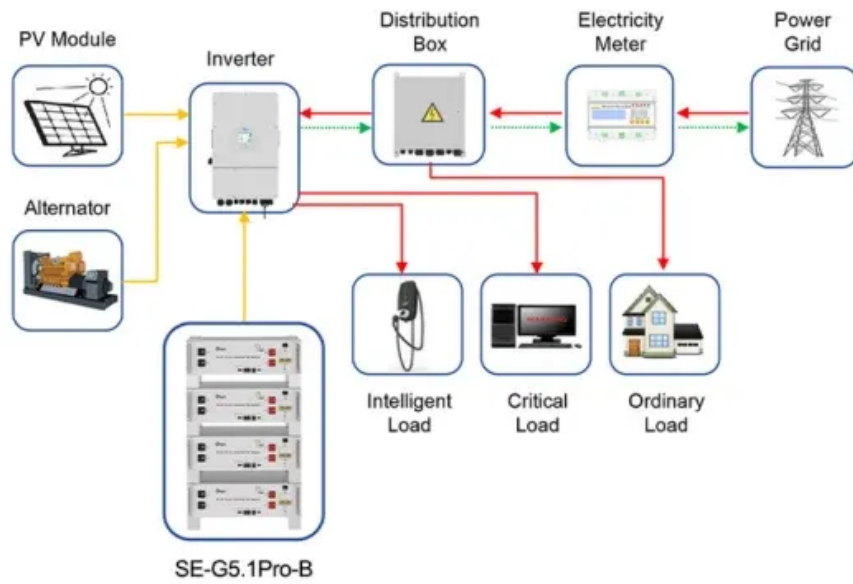 Distribution
Box
Electricity
Meter
Power
Grid
PV Module
Inverter
Alternator
Intelligent
Load
Critical
Load
Ordinary
Load
SE-G5.1Pro-B